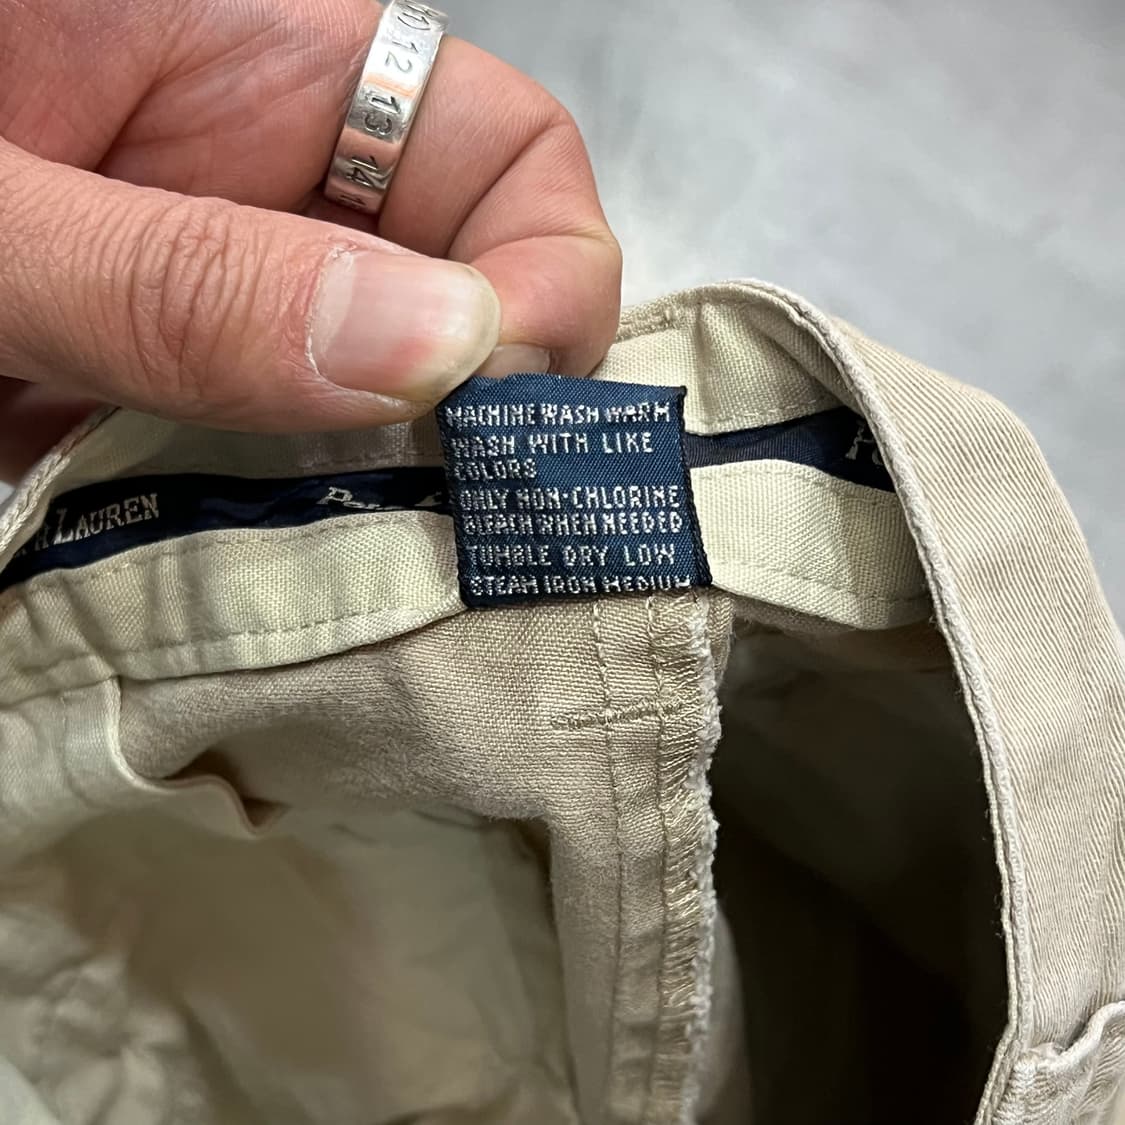 12
13
14
MACHINE WASH WARM
WASH WITH LIKE
COLORS
ONLY NON-CHLORINE
BLEACH WHEN NEEDED
TUMBLE DRY LOW
STEAM IRON MEDIUM
LAUREN